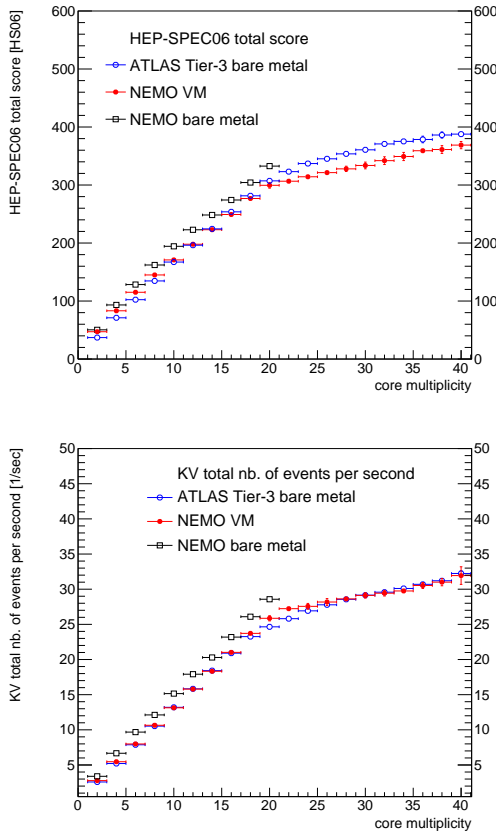 HEP-SPEC06 total score [HS06]
600
500
400
300
200
100
0
HEP-SPEC06 total score
ATLAS Tier-3 bare metal
NEMO VM
NEMO bare metal
600
500
400
300
200
100
0
0 5 10 15 20 25 30 35 40
core multiplicity
KV total nb. of events per second [1/sec]
50
45
40
35
30
25
20
15
10
5
KV total nb. of events per second
ATLAS Tier-3 bare metal
NEMO VM
NEMO bare metal
50
45
40
35
30
25
20
15
10
5
0 5 10 15 20 25 30 35 40
core multiplicity